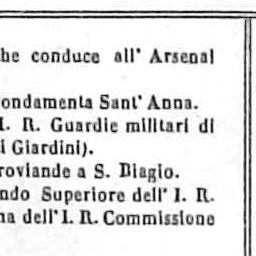 he conduce all' Arsenal
ondamenta Sant' Anna.
I. R. Guardie militari di
i Giardini).
roviande a S. Biagio.
ndo Superiore dell' I. R.
na dell' I. R. Commissione